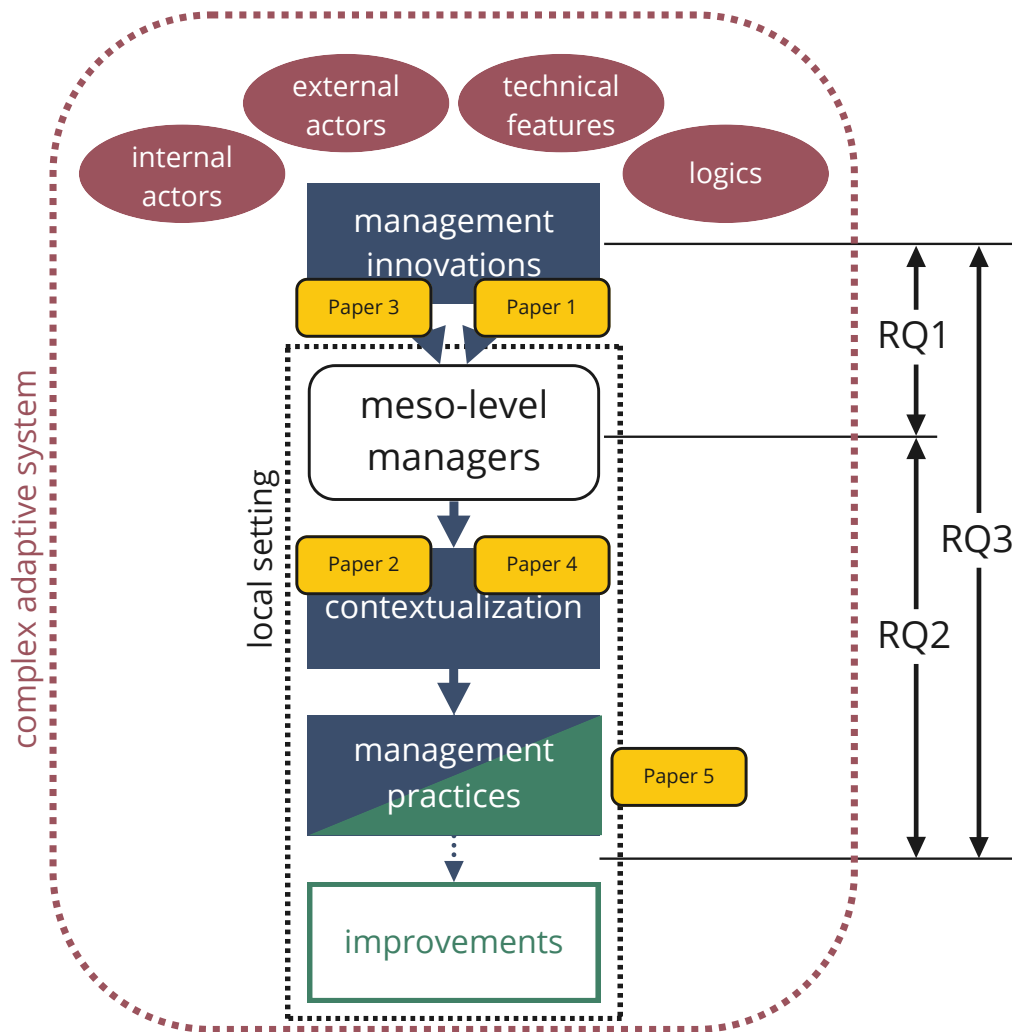 external
actors
technical
features
internal
actors
logics
management
innovations
Paper 3
Paper 1
RQ1
meso-level
managers
complex adaptive system
local setting
RQ3
Paper 2
Paper 4
contextualization
RQ2
management
practices
Paper 5
improvements